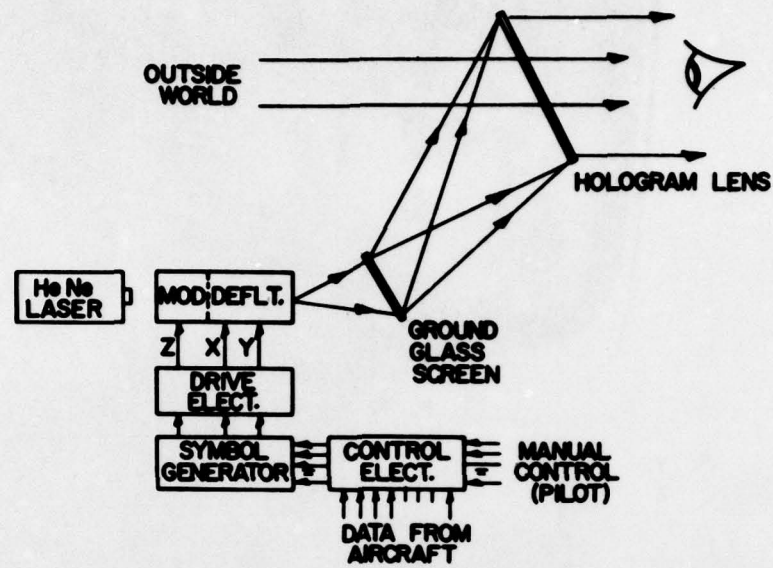 OUTSIDE
WORLD
HOLOGRAM LENS
He Ne
LASER
MOD DEFLT.
GROUND
GLASS
SCREEN
Z X Y
DRIVE
ELECT.
SYMBOL
GENERATOR
CONTROL
ELECT.
MANUAL
CONTROL
(PILOT)
DATA FROM
AIRCRAFT